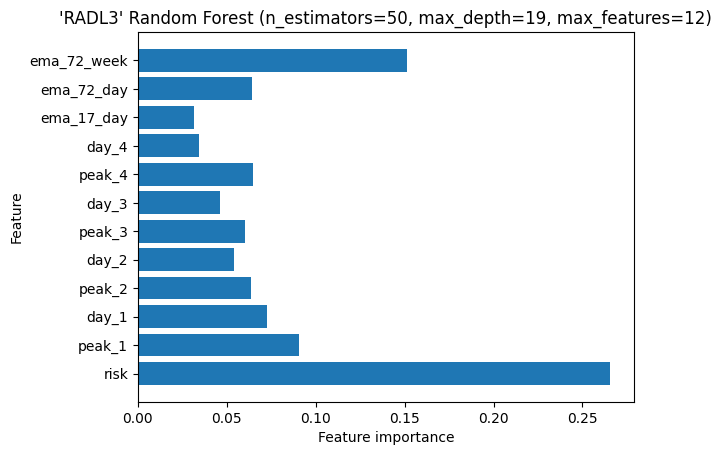 'RADL3' Random Forest (n_estimators=50, max_depth=19, max_features=12)
ema_72_week
ema_72_day
ema_17_day
day_4
peak_4
day_3
peak_3
day_2
peak_2
day_1
peak_1
risk
Feature
0.00 0.05 0.10 0.15 0.20 0.25
Feature importance